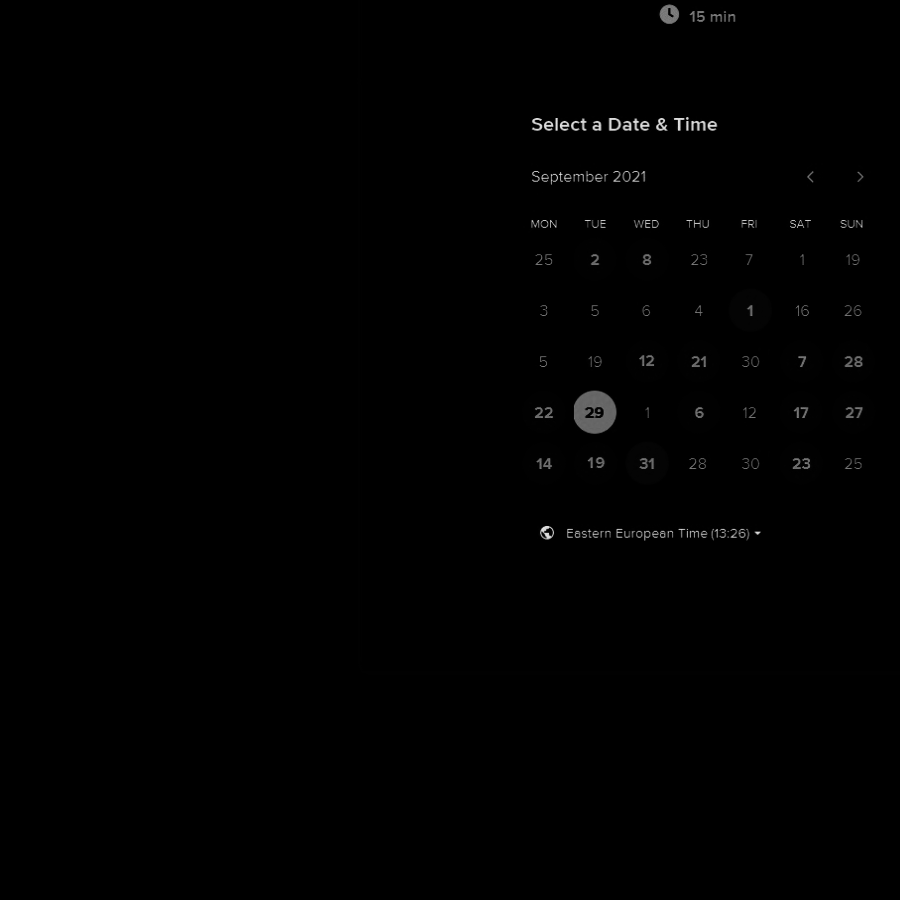 15 min
Select a Date & Time
September 2021
MON TUE WED THU FRI SAT SUN
25 2 8 23 7 1 19
3 5 6 4 1 16 26
5 19 12 21 30 7 28
22 29 1 6 12 17 27
14 19 31 28 30 23 25
Eastern European Time (13:26)